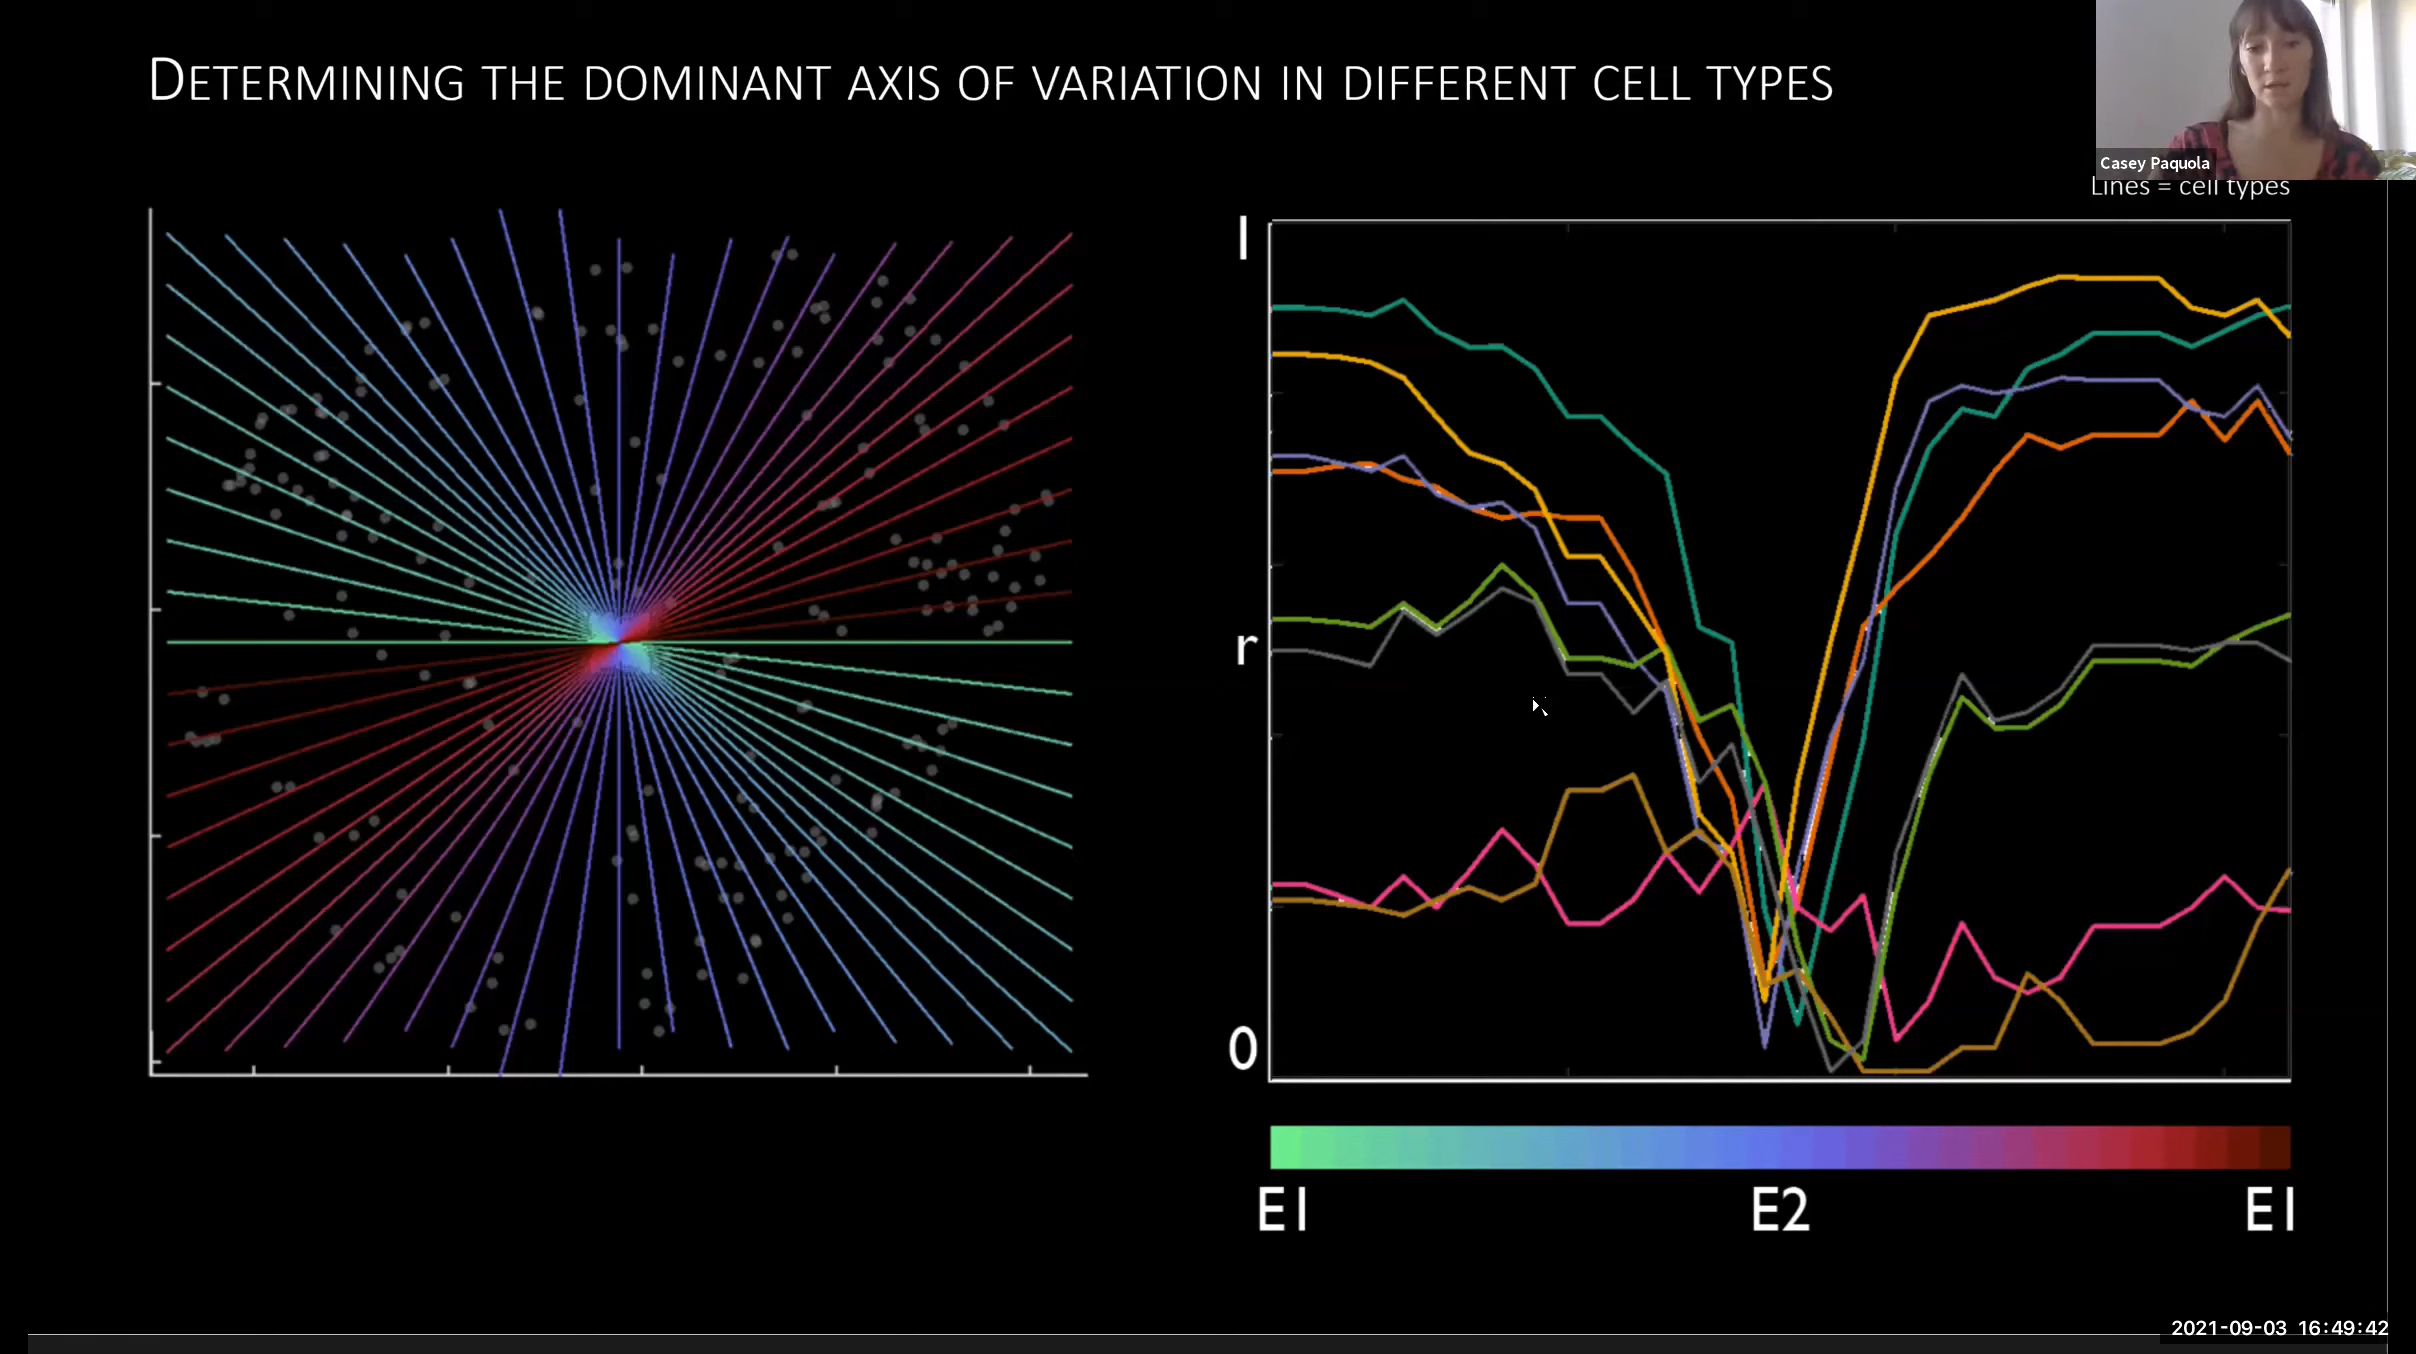 DETERMINING THE DOMINANT AXIS OF VARIATION IN DIFFERENT CELL TYPES
Casey Paquola
Lines = cell types
1
r
0
E1
E2
E1
2021-09-03 16:49:42